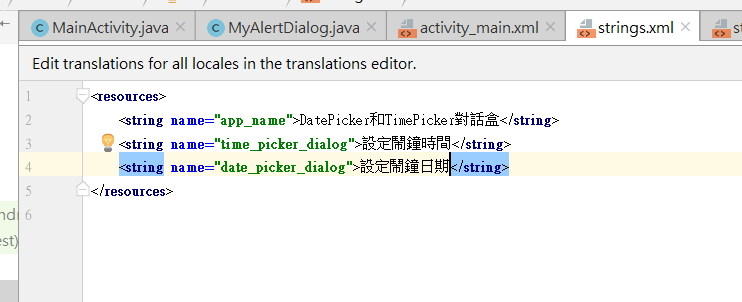 MainActivity.java MyAlertDialog.java activity_main.xml strings.xml
Edit translations for all locales in the translations editor.
1 <resources>
2 <string name="app_name">DatePicker和TimePicker對話盒</string>
3 <string name="time_picker_dialog">設定鬧鐘時間</string>
4 <string name="date_picker_dialog">設定鬧鐘日期</string>
5 </resources>
6
est)